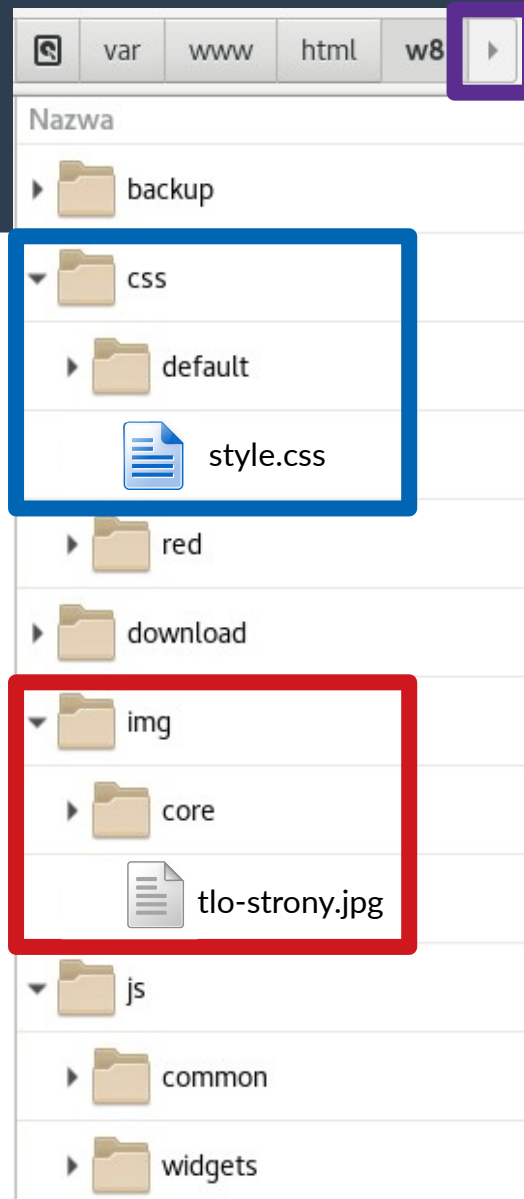 var www html w8
Nazwa
backup
css
default
style.css
red
download
img
core
tlo-strony.jpg
js
common
widgets